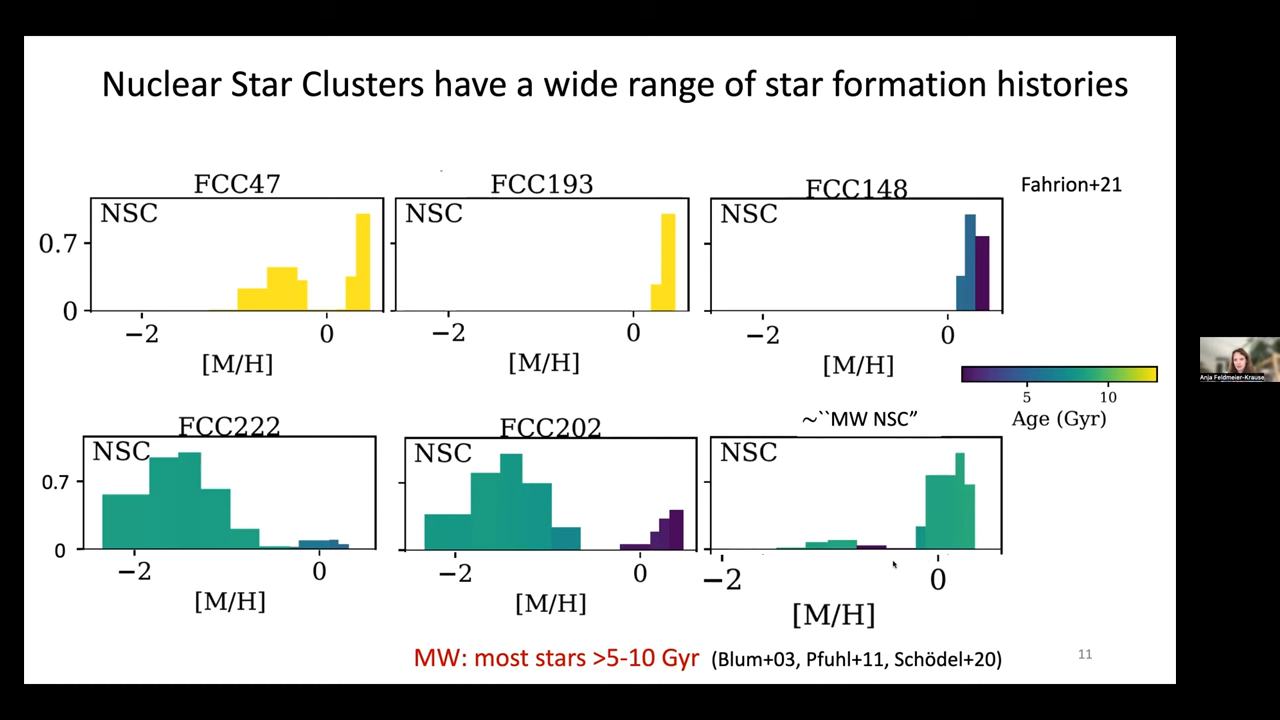 Nuclear Star Clusters have a wide range of star formation histories
FCC47
FCC193
FCC148
Fahrion+21
NSC
NSC
NSC
0.7
0
−2
0
−2
0
−2
0
[M/H]
[M/H]
[M/H]
5
10
Age (Gyr)
FCC222
FCC202
~``MW NSC”
NSC
NSC
NSC
0.7
0
−2
0
−2
0
−2
0
[M/H]
[M/H]
[M/H]
MW: most stars >5-10 Gyr (Blum+03, Pfuhl+11, Schödel+20)
11
Anja Feldmeier-Krause